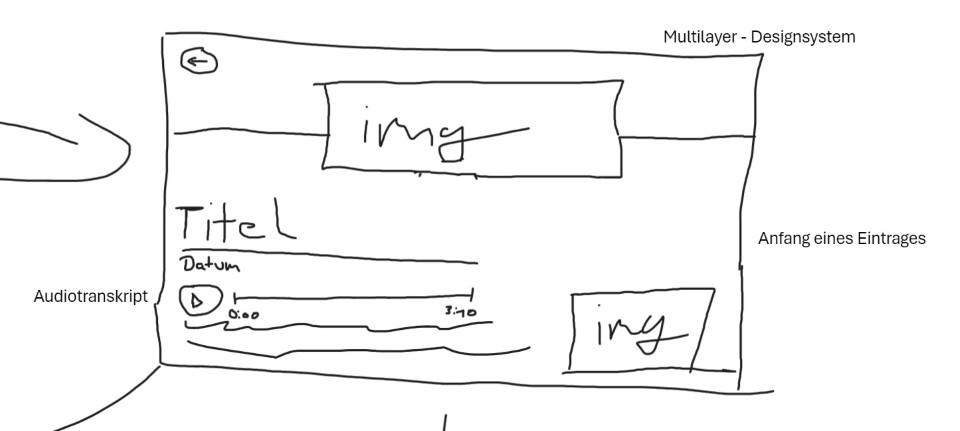 Multilayer - Designsystem
img
Titel
Anfang eines Eintrages
Datum
Audiotranskript
0:00
3:40
img